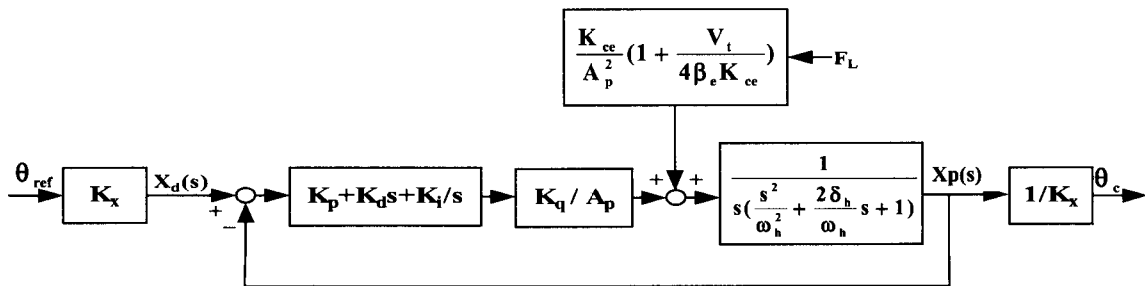 K_ce / A_p^2 (1 + V_t / 4β_e K_ce)
F_L
θ_ref
K_x
X_d(s)
+
−
K_p+K_ds+K_i/s
K_q / A_p
+
+
1 / s(s^2/ω_h^2 + 2δ_h/ω_h s + 1)
Xp(s)
1/K_x
θ_c